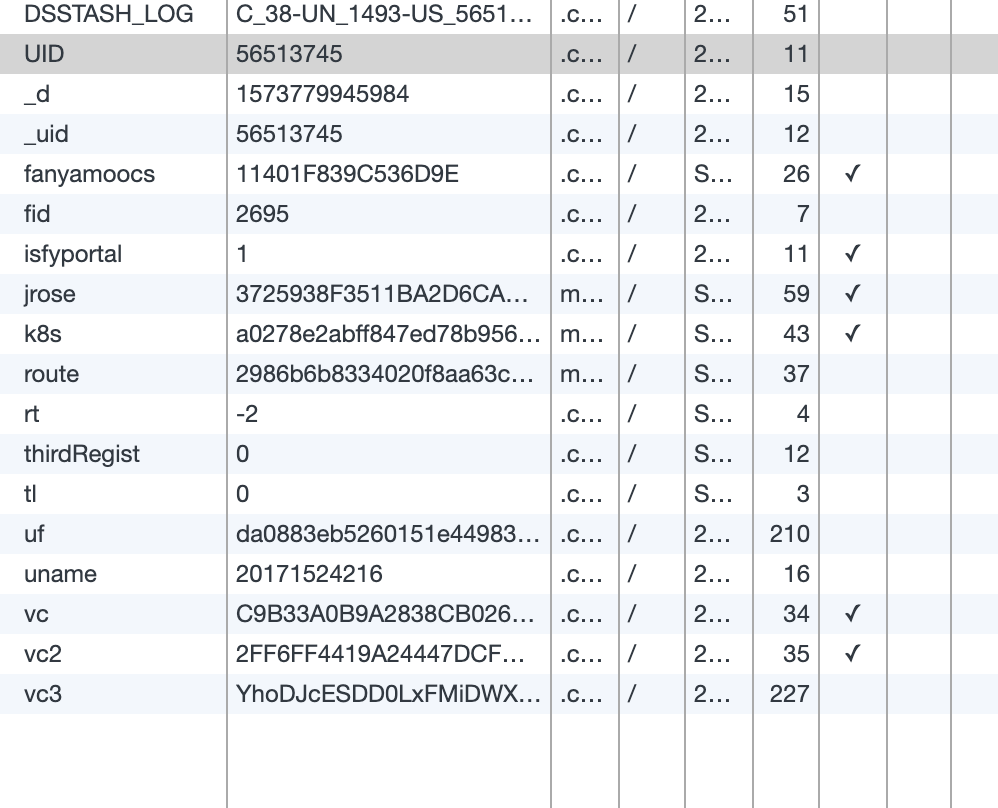 DSSTASH_LOG C_38-UN_1493-US_5651... .c... / 2... 51
UID 56513745 .c... / 2... 11
_d 1573779945984 .c... / 2... 15
_uid 56513745 .c... / 2... 12
fanyamoocs 11401F839C536D9E .c... / S... 26 ✓
fid 2695 .c... / 2... 7
isfyportal 1 .c... / 2... 11 ✓
jrose 3725938F3511BA2D6CA... m... / S... 59 ✓
k8s a0278e2abff847ed78b956... m... / S... 43 ✓
route 2986b6b8334020f8aa63c... m... / S... 37
rt -2 .c... / S... 4
thirdRegist 0 .c... / S... 12
tl 0 .c... / S... 3
uf da0883eb5260151e44983... .c... / 2... 210
uname 20171524216 .c... / 2... 16
vc C9B33A0B9A2838CB026... .c... / 2... 34 ✓
vc2 2FF6FF4419A24447DCF... .c... / 2... 35 ✓
vc3 YhoDJcESDD0LxFMiDWX... .c... / 2... 227